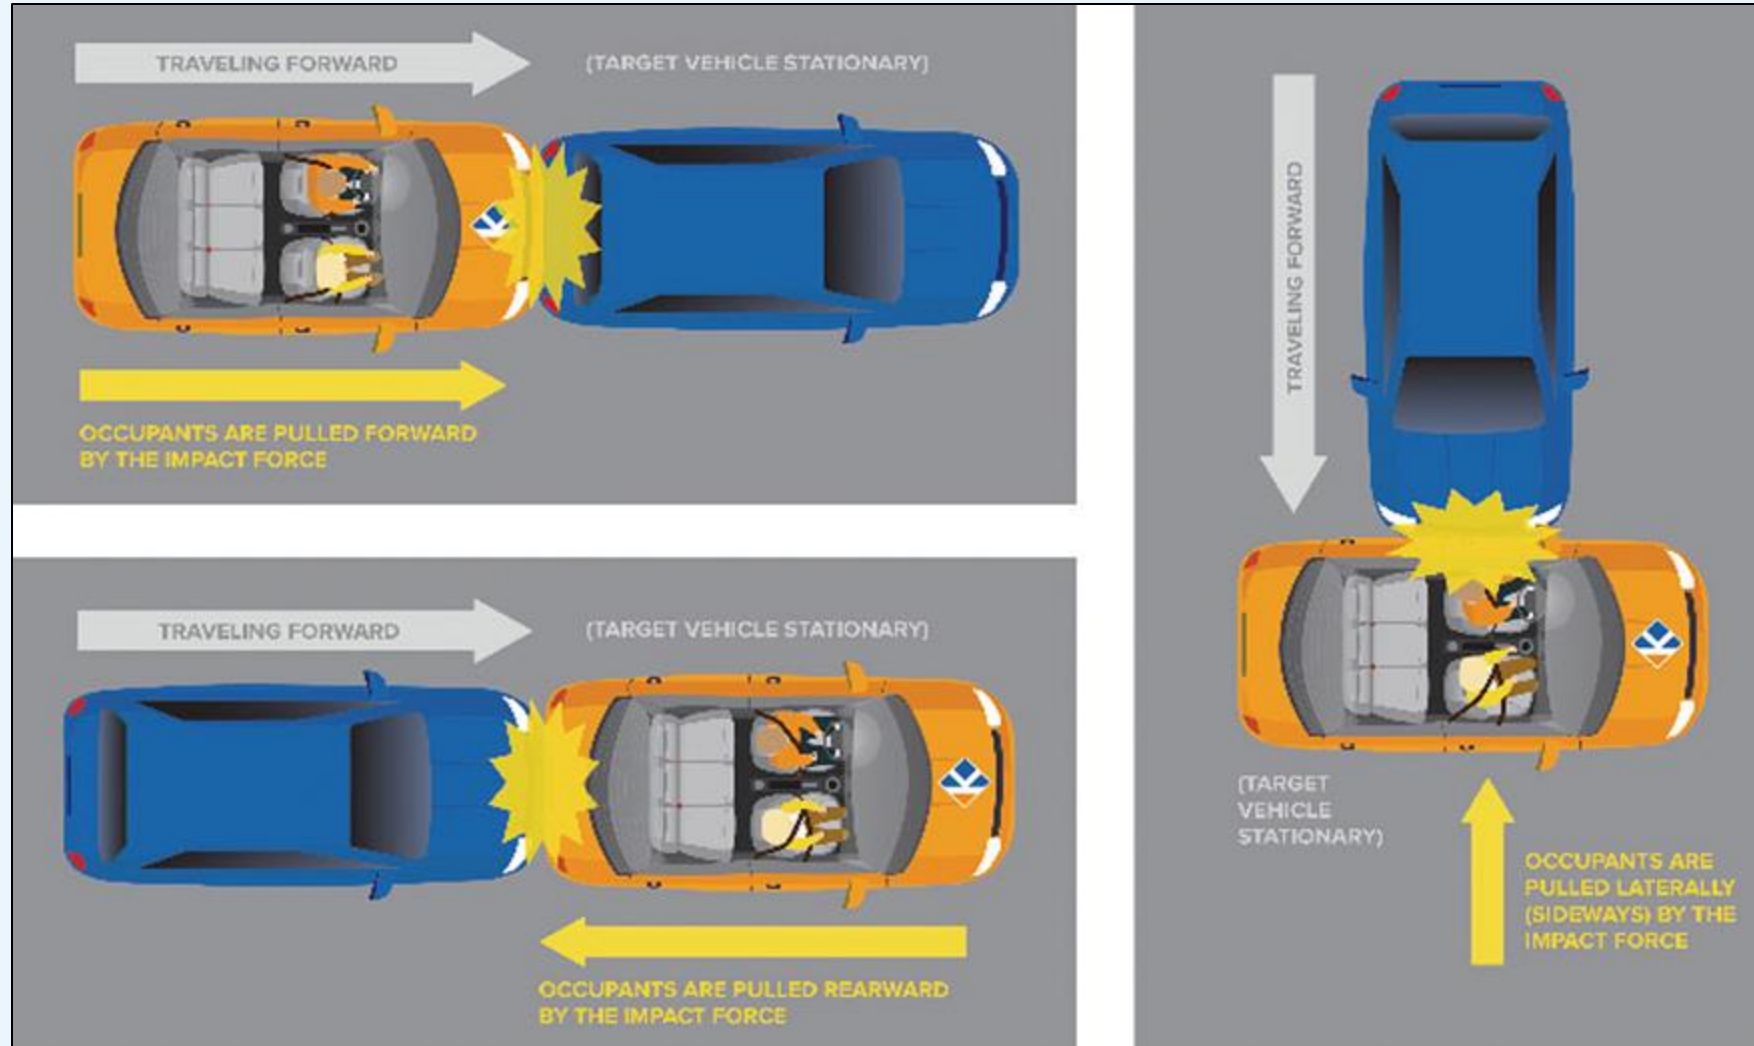 TRAVELING FORWARD
(TARGET VEHICLE STATIONARY)
OCCUPANTS ARE PULLED FORWARD
BY THE IMPACT FORCE
TRAVELING FORWARD
(TARGET VEHICLE STATIONARY)
OCCUPANTS ARE PULLED REARWARD
BY THE IMPACT FORCE
TRAVELING FORWARD
(TARGET
VEHICLE
STATIONARY)
OCCUPANTS ARE
PULLED LATERALLY
(SIDEWAYS) BY THE
IMPACT FORCE